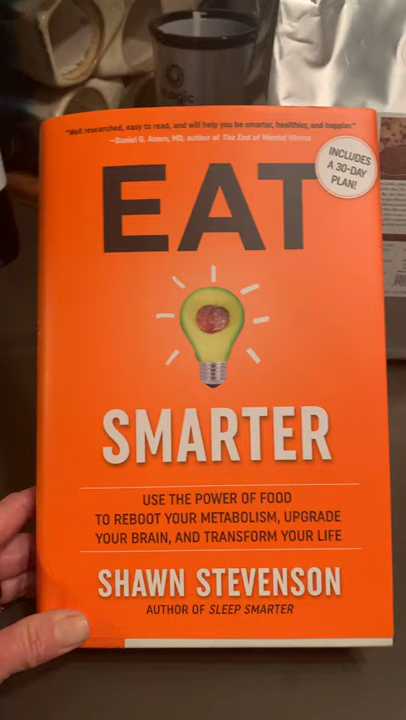 "Well researched, easy to read, and will help you be smarter, healthier, and happier."
—Daniel G. Amen, MD, author of The End of Mental Illness
INCLUDES
A 30-DAY
PLAN!
EAT
SMARTER
USE THE POWER OF FOOD
TO REBOOT YOUR METABOLISM, UPGRADE
YOUR BRAIN, AND TRANSFORM YOUR LIFE
SHAWN STEVENSON
AUTHOR OF SLEEP SMARTER
magic